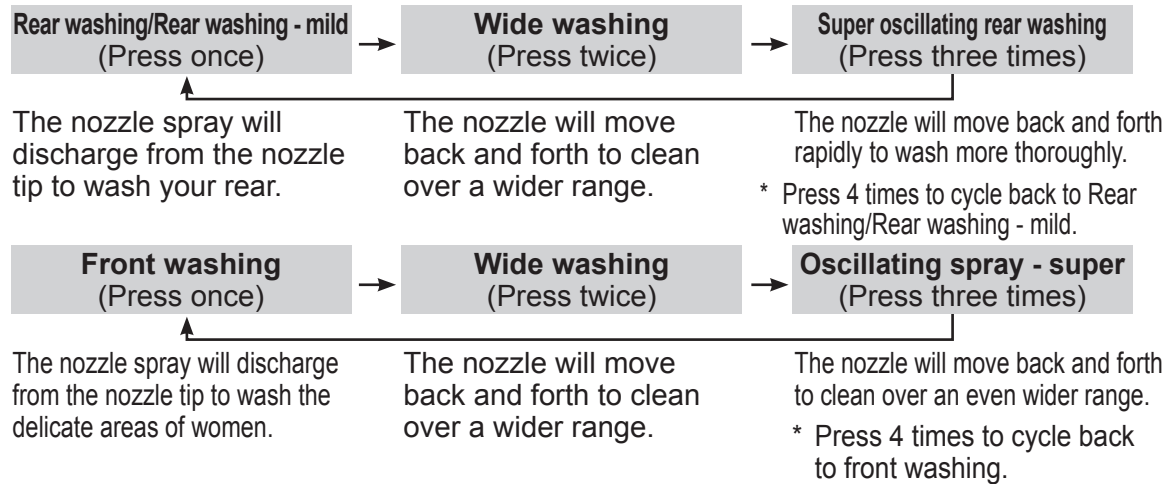 Rear washing/Rear washing - mild
(Press once)
Wide washing
(Press twice)
Super oscillating rear washing
(Press three times)
The nozzle spray will
discharge from the nozzle
tip to wash your rear.
The nozzle will move
back and forth to clean
over a wider range.
The nozzle will move back and forth
rapidly to wash more thoroughly.
* Press 4 times to cycle back to Rear
washing/Rear washing - mild.
Front washing
(Press once)
Wide washing
(Press twice)
Oscillating spray - super
(Press three times)
The nozzle spray will discharge
from the nozzle tip to wash the
delicate areas of women.
The nozzle will move
back and forth to clean
over a wider range.
The nozzle will move back and forth
to clean over an even wider range.
* Press 4 times to cycle back
to front washing.